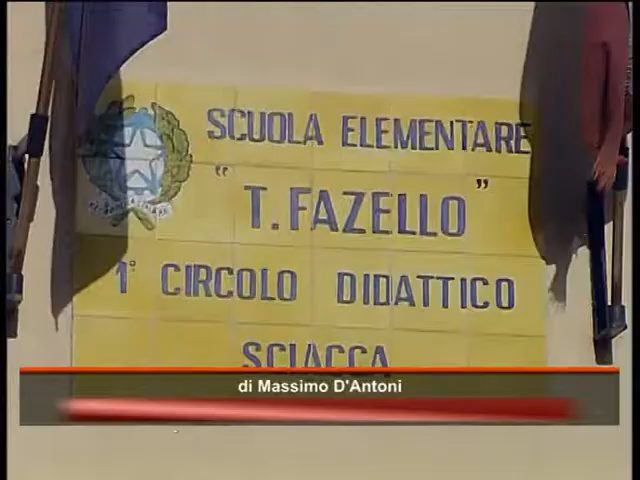 SCUOLA ELEMENTARE
"T. FAZELLO"
1° CIRCOLO DIDATTICO
SCIACCA
di Massimo D'Antoni